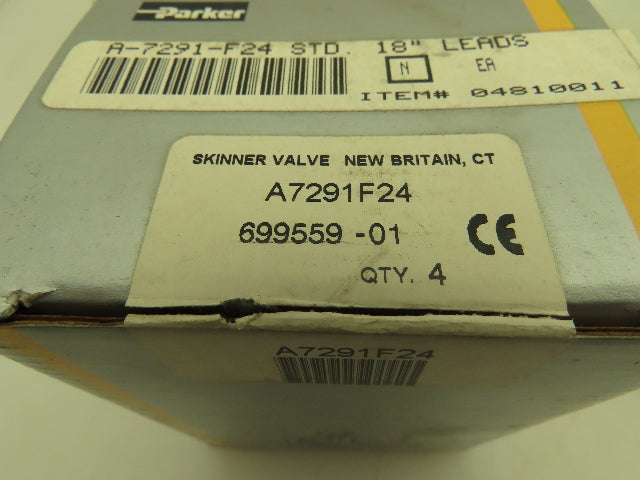 Parker
A-7291-F24 STD. 18" LEADS
N EA
ITEM# 04810011
SKINNER VALVE NEW BRITAIN, CT
A7291F24
699559 -01
CE
QTY. 4
A7291F24